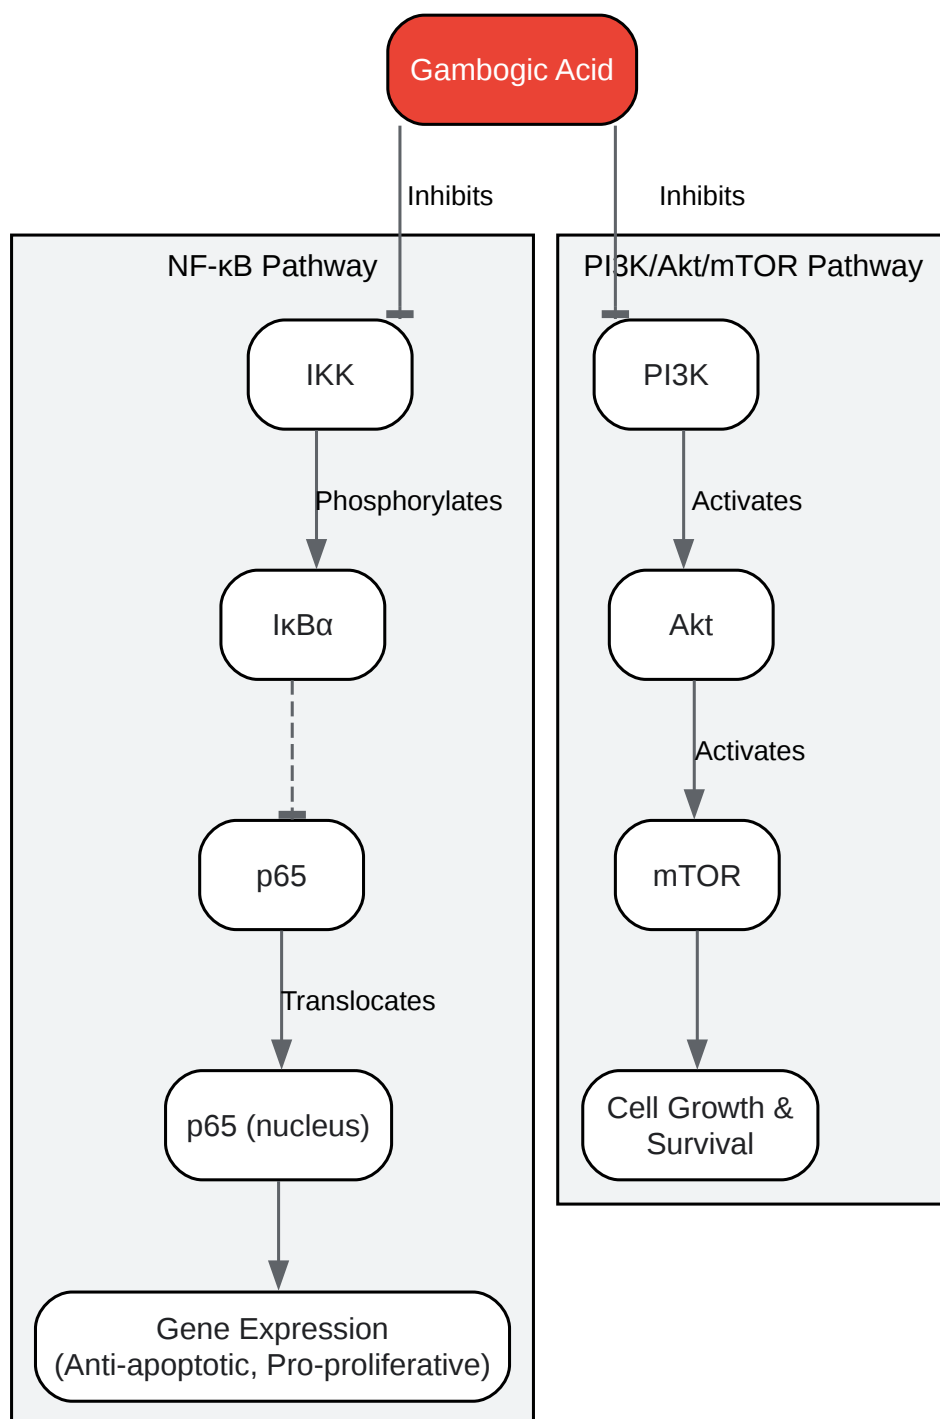 Gambogic Acid
Inhibits
Inhibits
NF-κB Pathway
PI3K/Akt/mTOR Pathway
IKK
PI3K
Phosphorylates
Activates
IκBα
Akt
Activates
p65
mTOR
Translocates
p65 (nucleus)
Cell Growth &
Survival
Gene Expression
(Anti-apoptotic, Pro-proliferative)